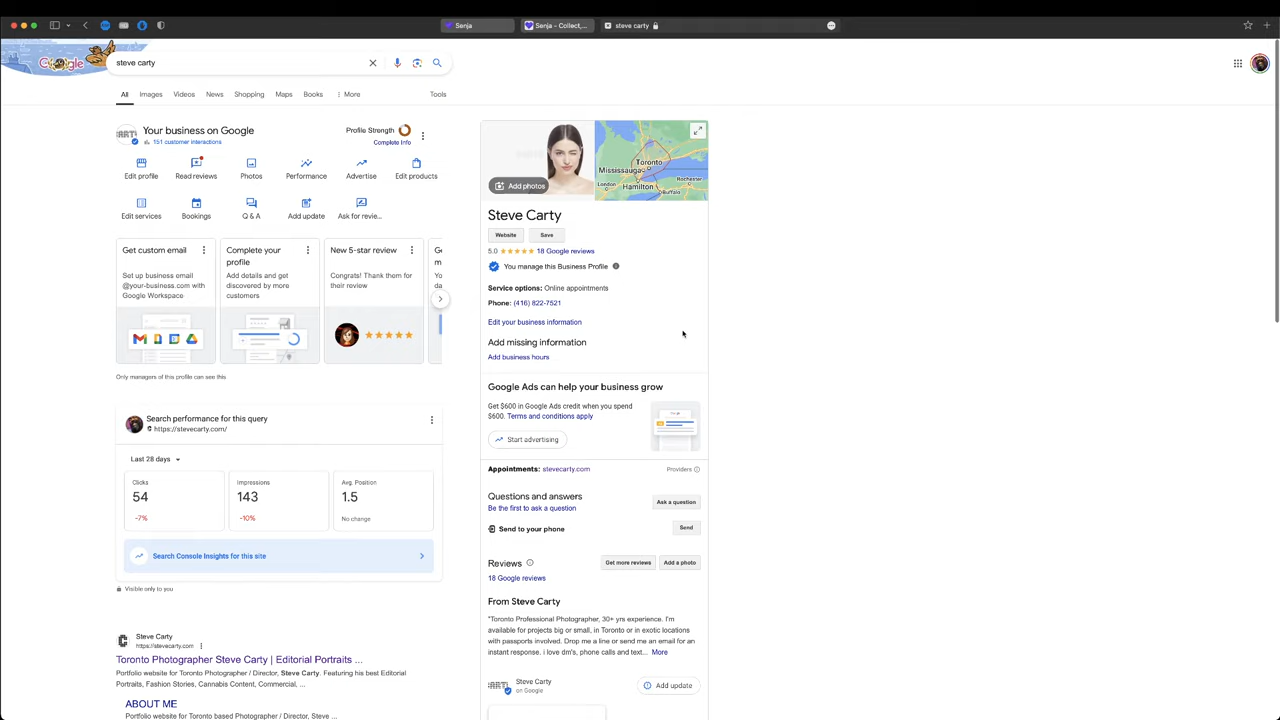 Senja
Senja - Collect,...
steve carty
Google
steve carty
All
Images
Videos
News
Shopping
Maps
Books
More
Tools
Your business on Google
151 customer interactions
Profile Strength
Complete Info
Edit profile
Read reviews
Photos
Performance
Advertise
Edit products
Edit services
Bookings
Q & A
Add update
Ask for revie...
Get custom email
Set up business email
@your-business.com with
Google Workspace
Complete your
profile
Add details and get
discovered by more
customers
New 5-star review
Congrats! Thank them for
their review
Only managers of this profile can see this
Search performance for this query
https://stevecarty.com/
Last 28 days
Clicks
54
-7%
Impressions
143
-10%
Avg. Position
1.5
No change
Search Console Insights for this site
Visible only to you
Steve Carty
https://stevecarty.com
Toronto Photographer Steve Carty | Editorial Portraits ...
Portfolio website for Toronto Photographer / Director, Steve Carty. Featuring his best Editorial
Portraits, Fashion Stories, Cannabis Content, Commercial, ...
ABOUT ME
Portfolio website for Toronto based Photographer / Director, Steve ...
Add photos
Toronto
Mississauga
London
Hamilton
Rochester
Buffalo
Steve Carty
Website
Save
5.0
18 Google reviews
You manage this Business Profile
Service options: Online appointments
Phone: (416) 822-7521
Edit your business information
Add missing information
Add business hours
Google Ads can help your business grow
Get $600 in Google Ads credit when you spend
$600. Terms and conditions apply
Start advertising
Appointments: stevecarty.com
Providers
Questions and answers
Be the first to ask a question
Ask a question
Send to your phone
Send
Reviews
Get more reviews
Add a photo
18 Google reviews
From Steve Carty
"Toronto Professional Photographer, 30+ yrs experience. I'm
available for projects big or small, in Toronto or in exotic locations
with passports involved. Drop me a line or send me an email for an
instant response. i love dm's, phone calls and text... More
Steve Carty
on Google
Add update